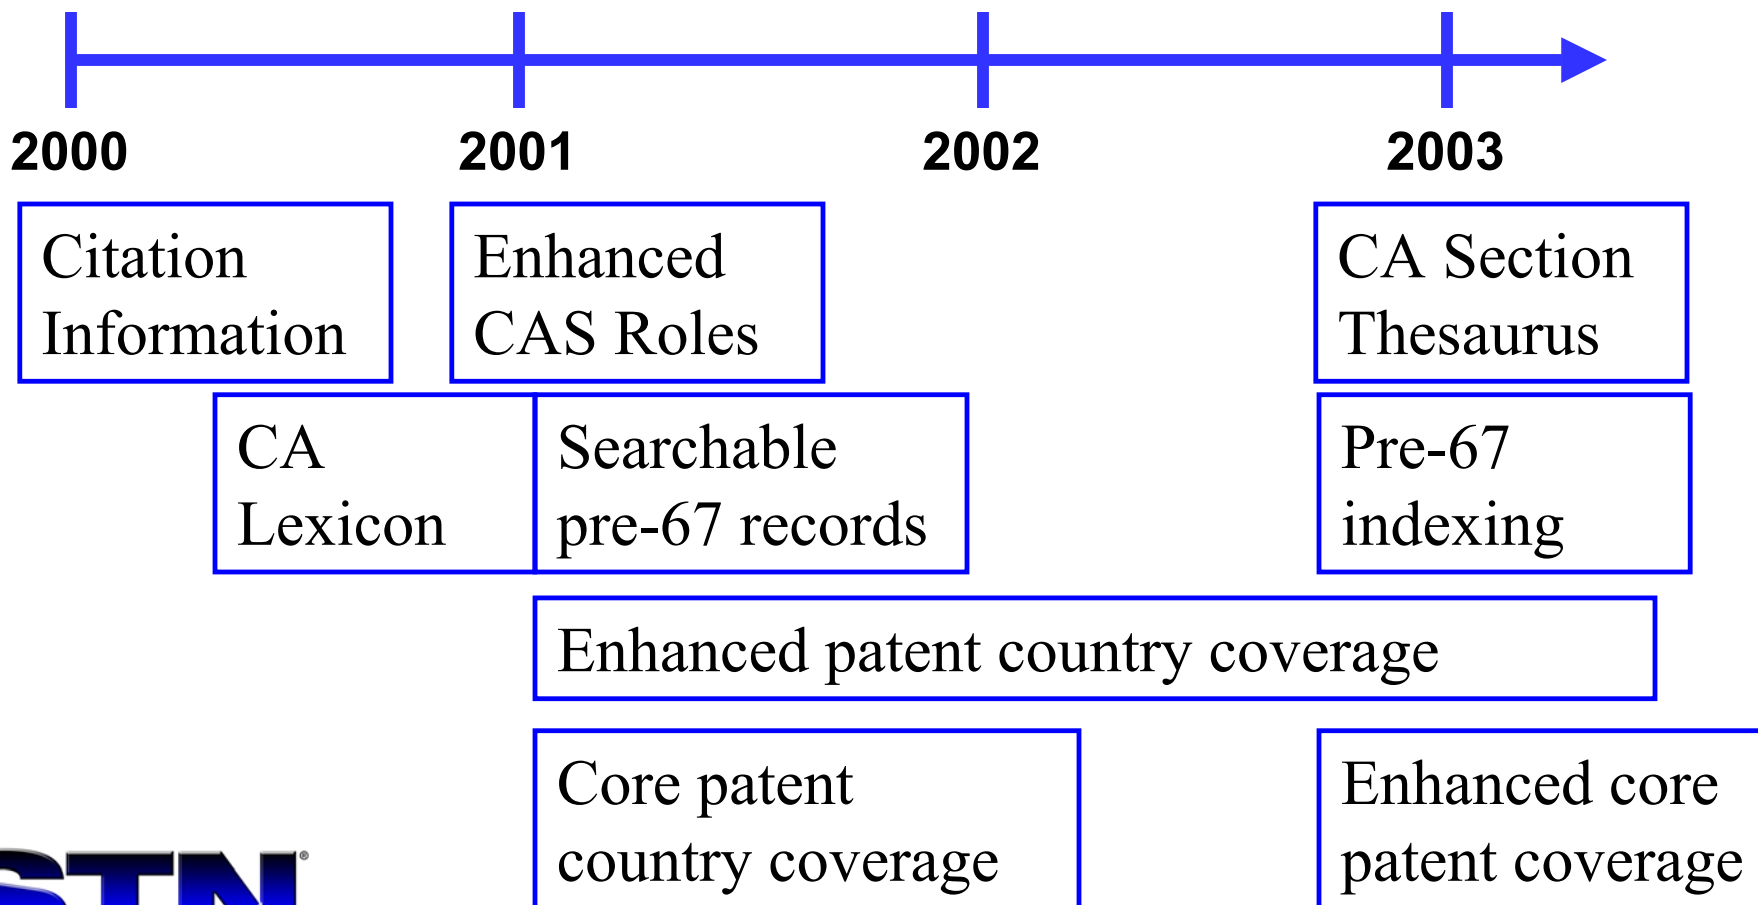 2000 2001 2002 2003
Citation
Information
Enhanced
CAS Roles
CA Section
Thesaurus
CA
Lexicon
Searchable
pre-67 records
Pre-67
indexing
Enhanced patent country coverage
Core patent
country coverage
Enhanced core
patent coverage
STN®